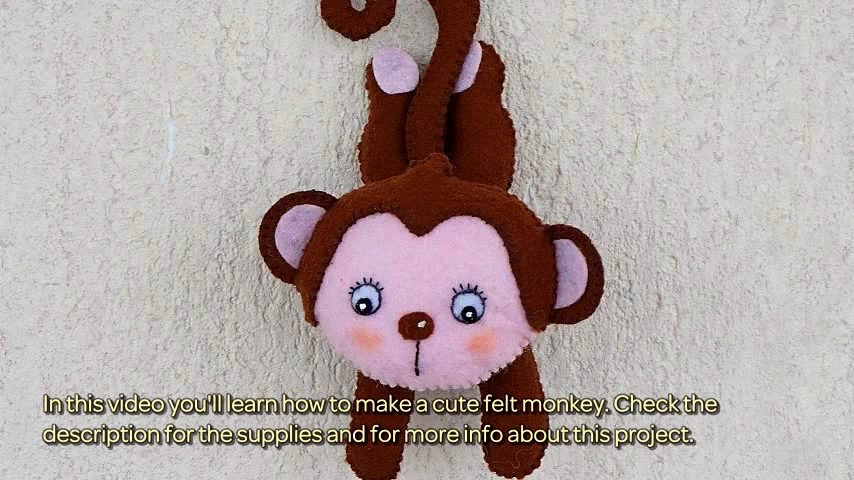 In this video you'll learn how to make a cute felt monkey. Check the
description for the supplies and for more info about this project.